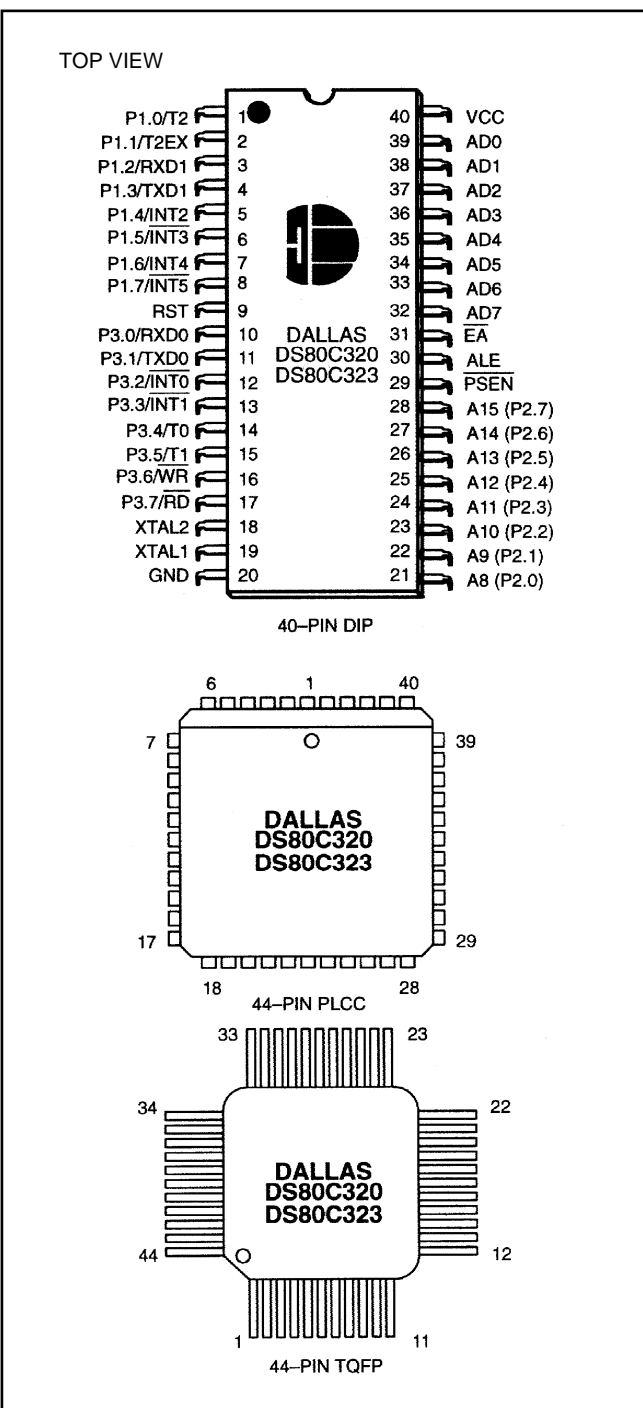 TOP VIEW
P1.0/T2 1 40 VCC
P1.1/T2EX 2 39 AD0
P1.2/RXD1 3 38 AD1
P1.3/TXD1 4 37 AD2
P1.4/INT2 5 36 AD3
P1.5/I̅N̅T̅3̅ 6 35 AD4
P1.6/INT4 7 34 AD5
P1.7/I̅N̅T̅5̅ 8 33 AD6
RST 9 32 AD7
P3.0/RXD0 10 DALLAS 31 E̅A̅
P3.1/TXD0 11 DS80C320 30 ALE
P3.2/I̅N̅T̅0̅ 12 DS80C323 29 P̅S̅E̅N̅
P3.3/I̅N̅T̅1̅ 13 28 A15 (P2.7)
P3.4/T0 14 27 A14 (P2.6)
P3.5/T1 15 26 A13 (P2.5)
P3.6/W̅R̅ 16 25 A12 (P2.4)
P3.7/R̅D̅ 17 24 A11 (P2.3)
XTAL2 18 23 A10 (P2.2)
XTAL1 19 22 A9 (P2.1)
GND 20 21 A8 (P2.0)
40–PIN DIP
6 1 40
7 39
DALLAS
DS80C320
DS80C323
17 29
18 28
44–PIN PLCC
33 23
34 22
DALLAS
DS80C320
DS80C323
44 12
1 11
44–PIN TQFP